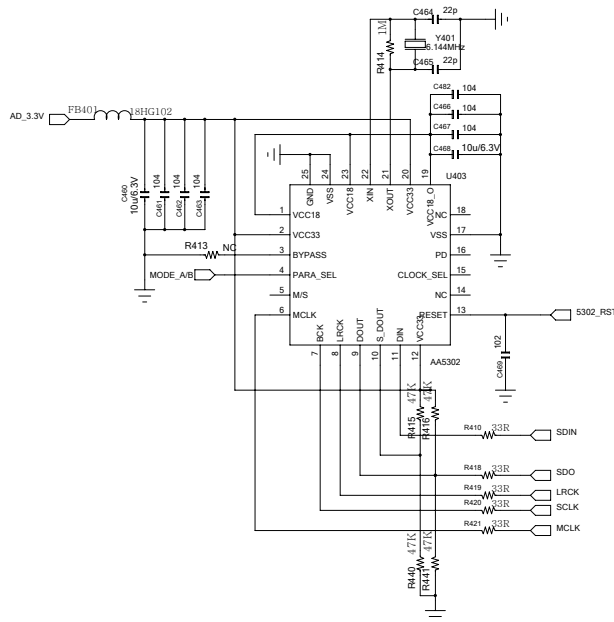 C464
22p
1M
R414
Y401
6.144MHz
C465
22p
AD_3.3V
FB401
18HG102
C482
104
C466
104
C467
104
C468
10u/6.3V
U403
C460
10u/6.3V
C461
104
C462
104
C463
104
25
24
23
22
21
20
19
GND
VSS
VCC18
XIN
XOUT
VCC33
VCC18_O
1
VCC18
NC
18
2
VCC33
VSS
17
R413
NC
3
BYPASS
PD
16
MODE_A/B
4
PARA_SEL
CLOCK_SEL
15
5
M/S
NC
14
6
MCLK
RESET
13
5302_RST
BCK
LRCK
DOUT
S_DOUT
DIN
VCC33
7
8
9
10
11
12
AA5302
102
C469
47K
R415
47K
R416
R410
33R
SDIN
R418
33R
SDO
R419
33R
LRCK
R420
33R
SCLK
R421
33R
MCLK
47K
R440
47K
R441